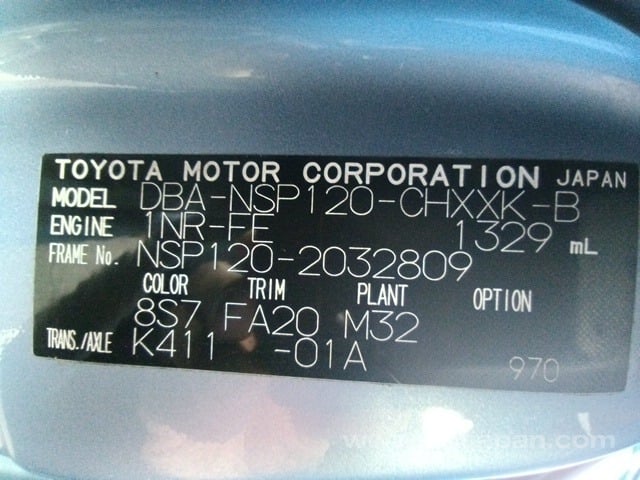 TOYOTA MOTOR CORPORATION JAPAN
MODEL DBA-NSP120-CHXXK-B
ENGINE 1NR-FE 1329 mL
FRAME No. NSP120-2032809
COLOR TRIM PLANT OPTION
8S7 FA20 M32
TRANS./AXLE K411 -01A 970